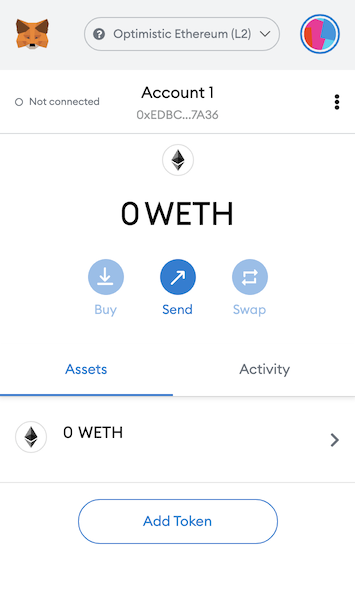 Optimistic Ethereum (L2)
Not connected
Account 1
0xEDBC...7A36
0 WETH
Buy
Send
Swap
Assets
Activity
0 WETH
Add Token